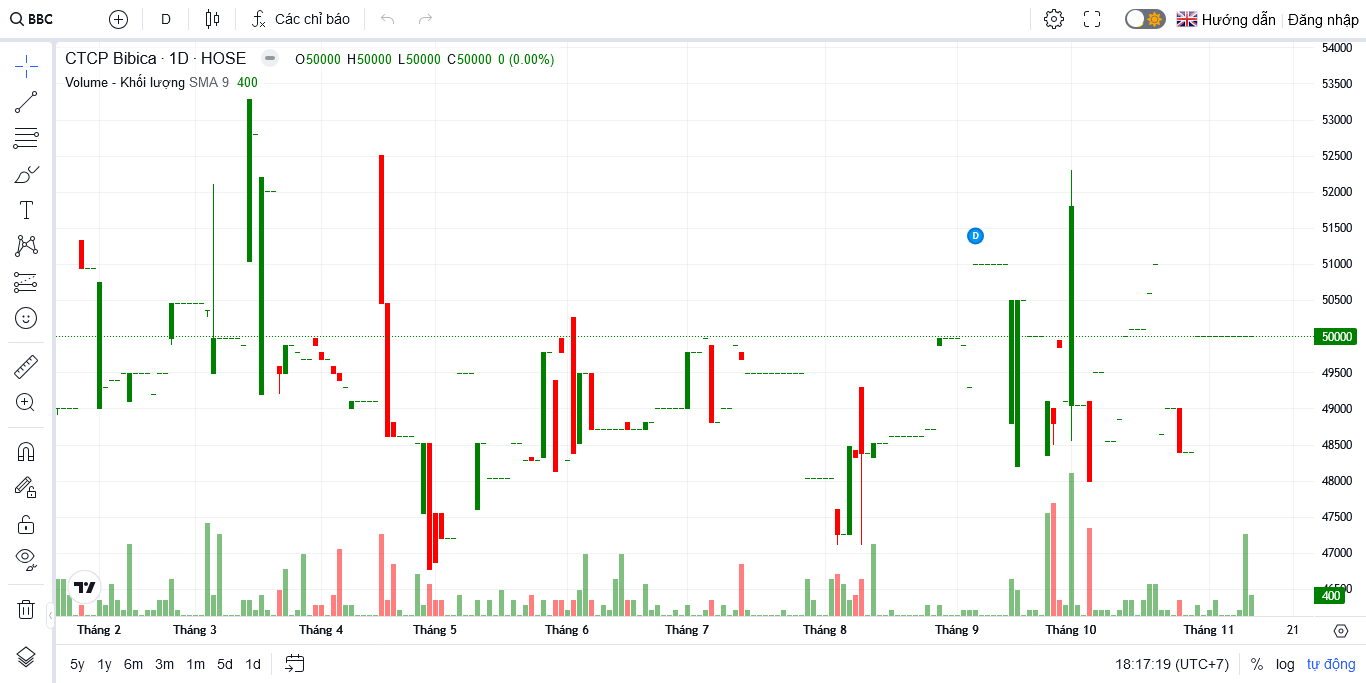 BBC D Các chỉ báo Hướng dẫn Đăng nhập
CTCP Bibica · 1D · HOSE O50000 H50000 L50000 C50000 0 (0.00%)
Volume - Khối lượng SMA 9 400
54000
53500
53000
52500
52000
51500
D
51000
50500
50000
49500
49000
48500
48000
47500
47000
46500
400
Tháng 2 Tháng 3 Tháng 4 Tháng 5 Tháng 6 Tháng 7 Tháng 8 Tháng 9 Tháng 10 Tháng 11 21
5y 1y 6m 3m 1m 5d 1d 18:17:19 (UTC+7) % log tự động